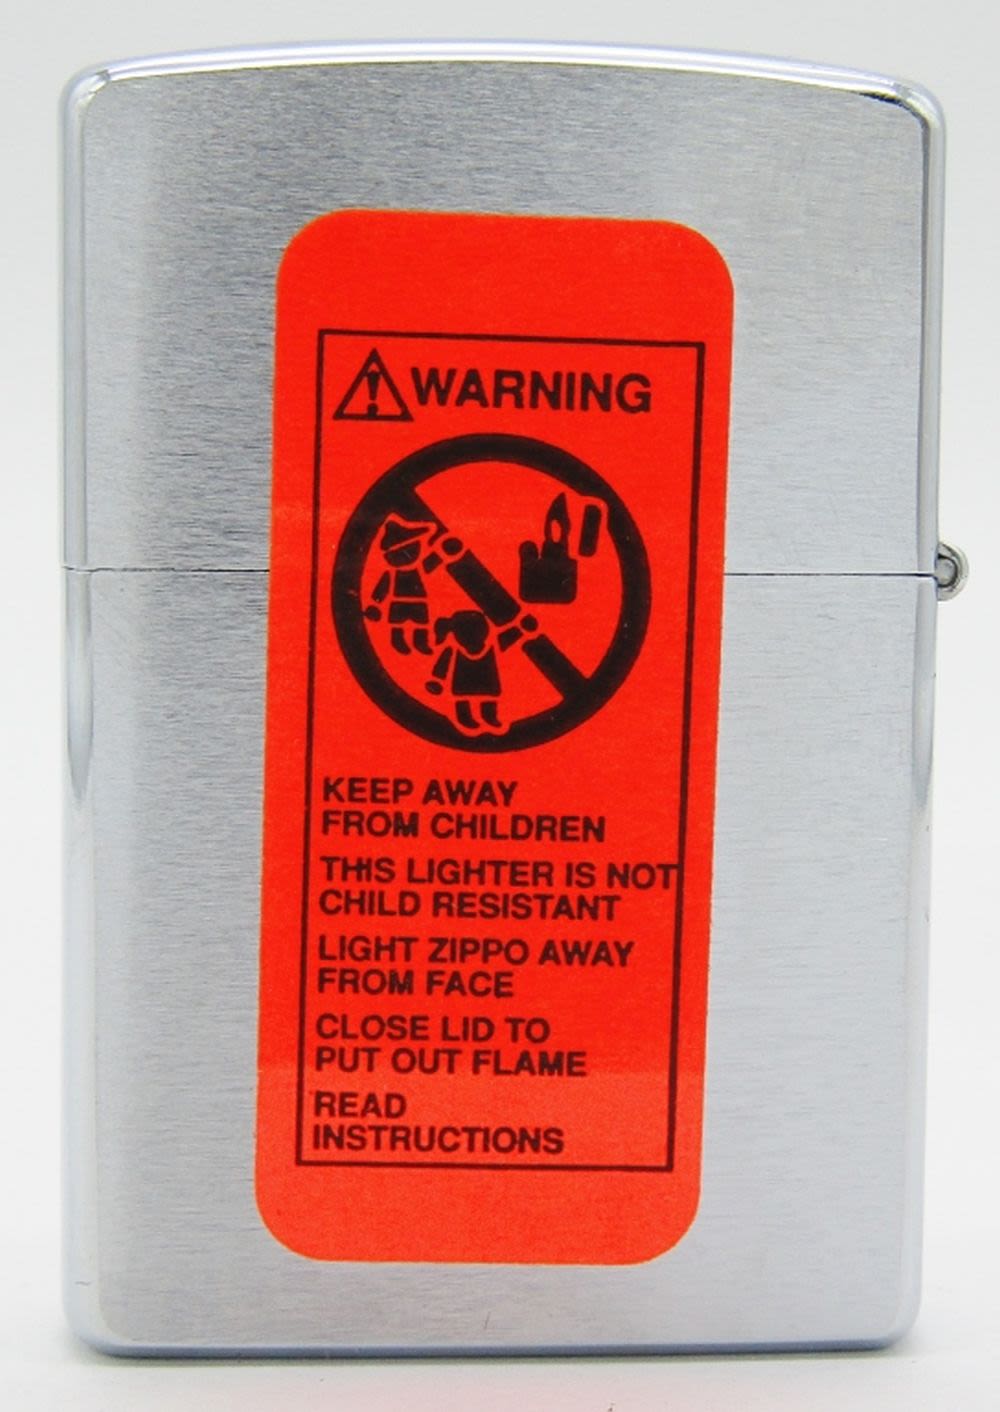 WARNING
KEEP AWAY
FROM CHILDREN
THIS LIGHTER IS NOT
CHILD RESISTANT
LIGHT ZIPPO AWAY
FROM FACE
CLOSE LID TO
PUT OUT FLAME
READ
INSTRUCTIONS